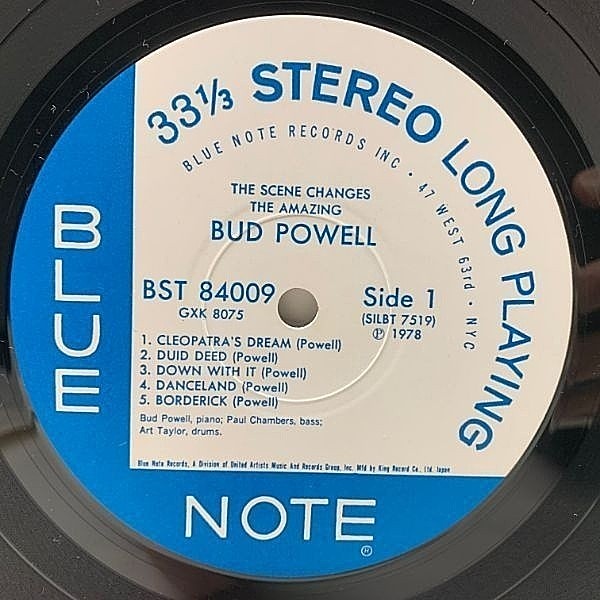 33 1/3 STEREO LONG PLAYING
BLUE NOTE RECORDS INC • 47 WEST 63rd • NYC
THE SCENE CHANGES
THE AMAZING
BUD POWELL
BST 84009
GXK 8075
Side 1
(SILBT 7519)
℗ 1978
1. CLEOPATRA'S DREAM (Powell)
2. DUID DEED (Powell)
3. DOWN WITH IT (Powell)
4. DANCELAND (Powell)
5. BORDERICK (Powell)
Bud Powell, piano; Paul Chambers, bass;
Art Taylor, drums.
Blue Note Records, A Division of United Artists Music And Records Group, Inc. Mfd by King Record Co., Ltd. Japan
BLUE
NOTE
®